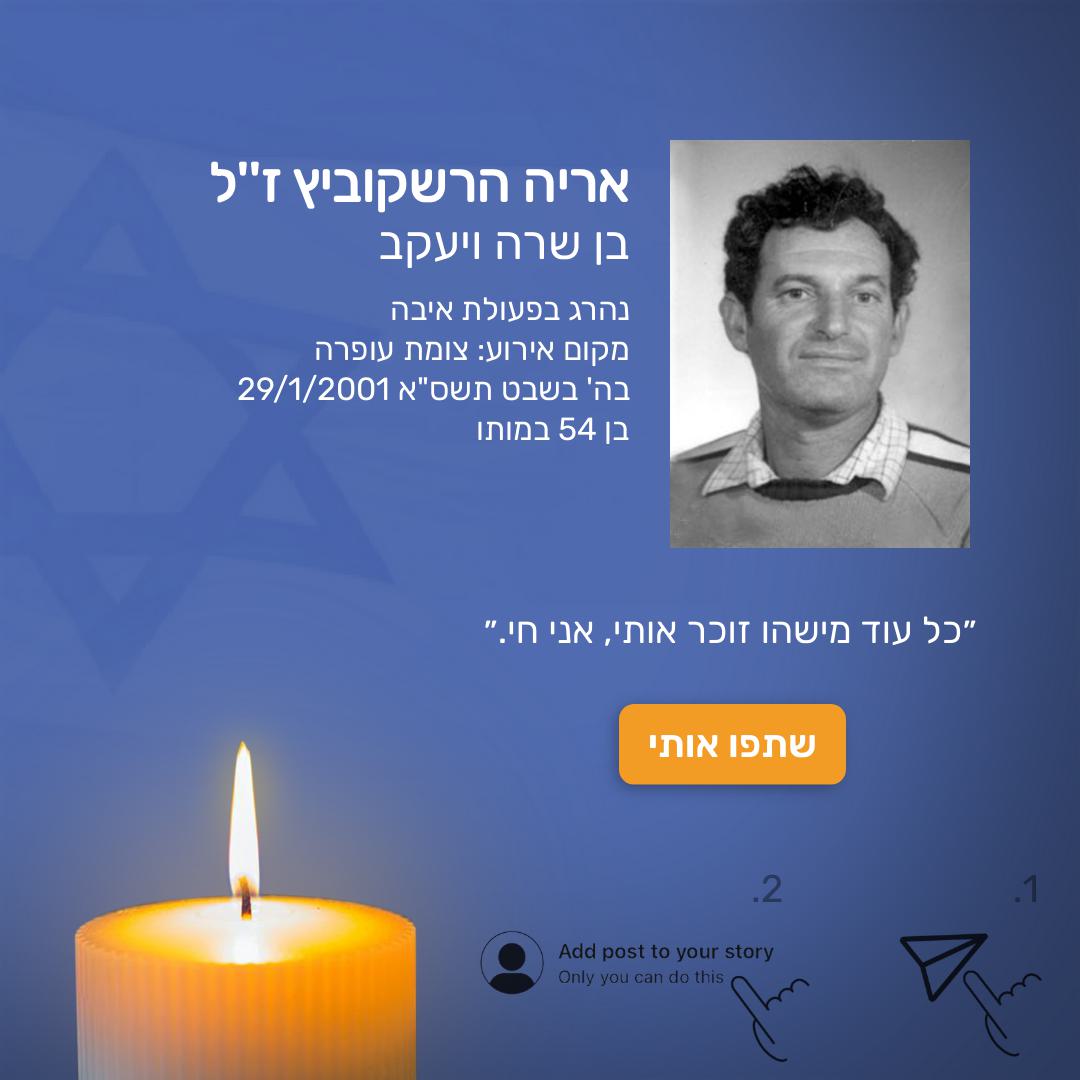 אריה הרשקוביץ ז"ל
בן שרה ויעקב
נהרג בפעולת איבה
מקום אירוע: צומת עופרה
בה' בשבט תשס"א 29/1/2001
בן 54 במותו
״כל עוד מישהו זוכר אותי, אני חי.״
שתפו אותי
1.
2.
Add post to your story
Only you can do this